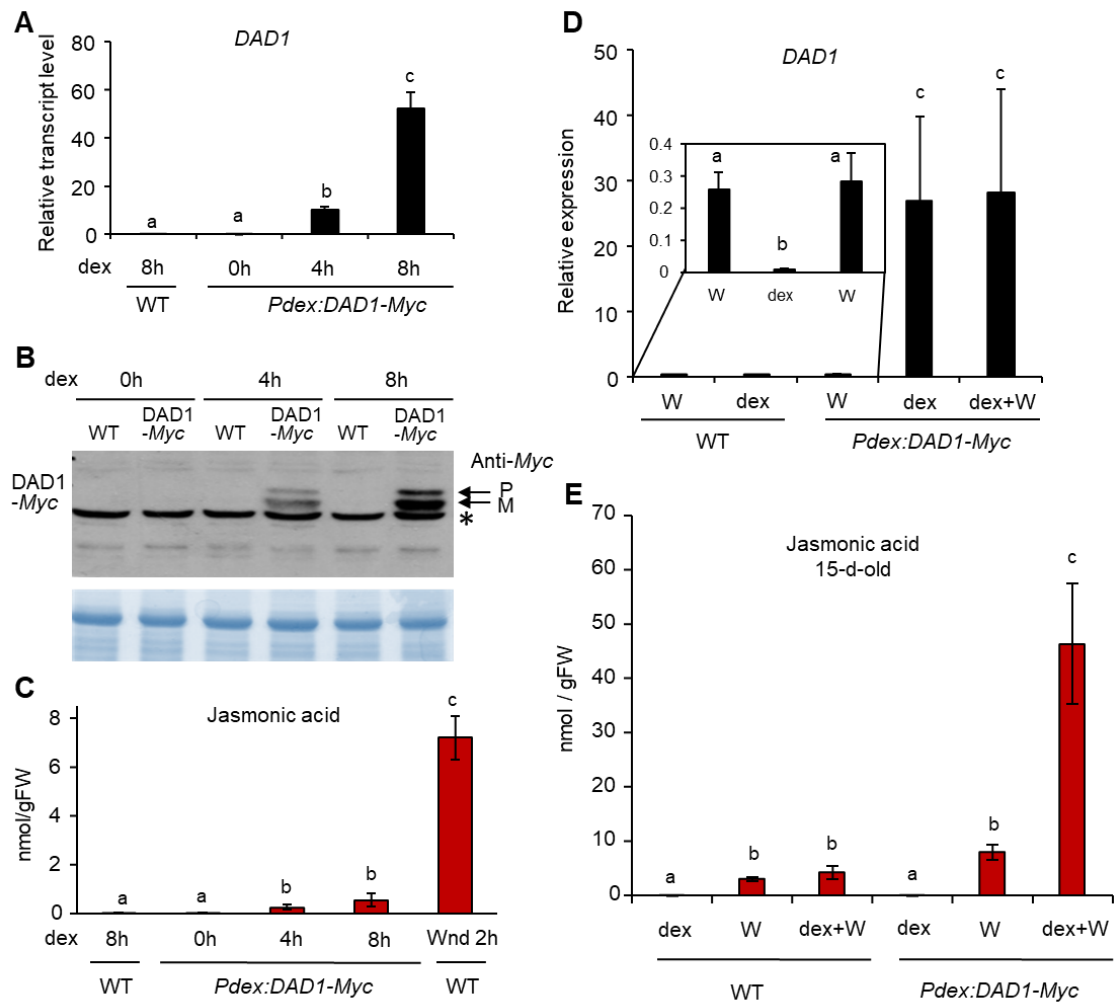 A
DAD1
Relative transcript level
80
60
40
20
0
a
a
b
c
dex
8h
0h
4h
8h
WT
Pdex:DAD1-Myc
B
dex
0h
4h
8h
WT
DAD1
-Myc
WT
DAD1
-Myc
WT
DAD1
-Myc
Anti-Myc
DAD1
-Myc
P
M
*
C
Jasmonic acid
nmol/gFW
8
6
4
2
0
a
a
b
b
c
dex
8h
0h
4h
8h
Wnd 2h
WT
Pdex:DAD1-Myc
WT
D
DAD1
Relative expression
50
40
30
20
10
0
0.4
0.3
0.2
0.1
0
a
b
a
W
dex
W
c
c
W
dex
W
dex
dex+W
WT
Pdex:DAD1-Myc
E
Jasmonic acid
15-d-old
nmol / gFW
70
60
50
40
30
20
10
0
a
b
b
a
b
c
dex
W
dex+W
dex
W
dex+W
WT
Pdex:DAD1-Myc